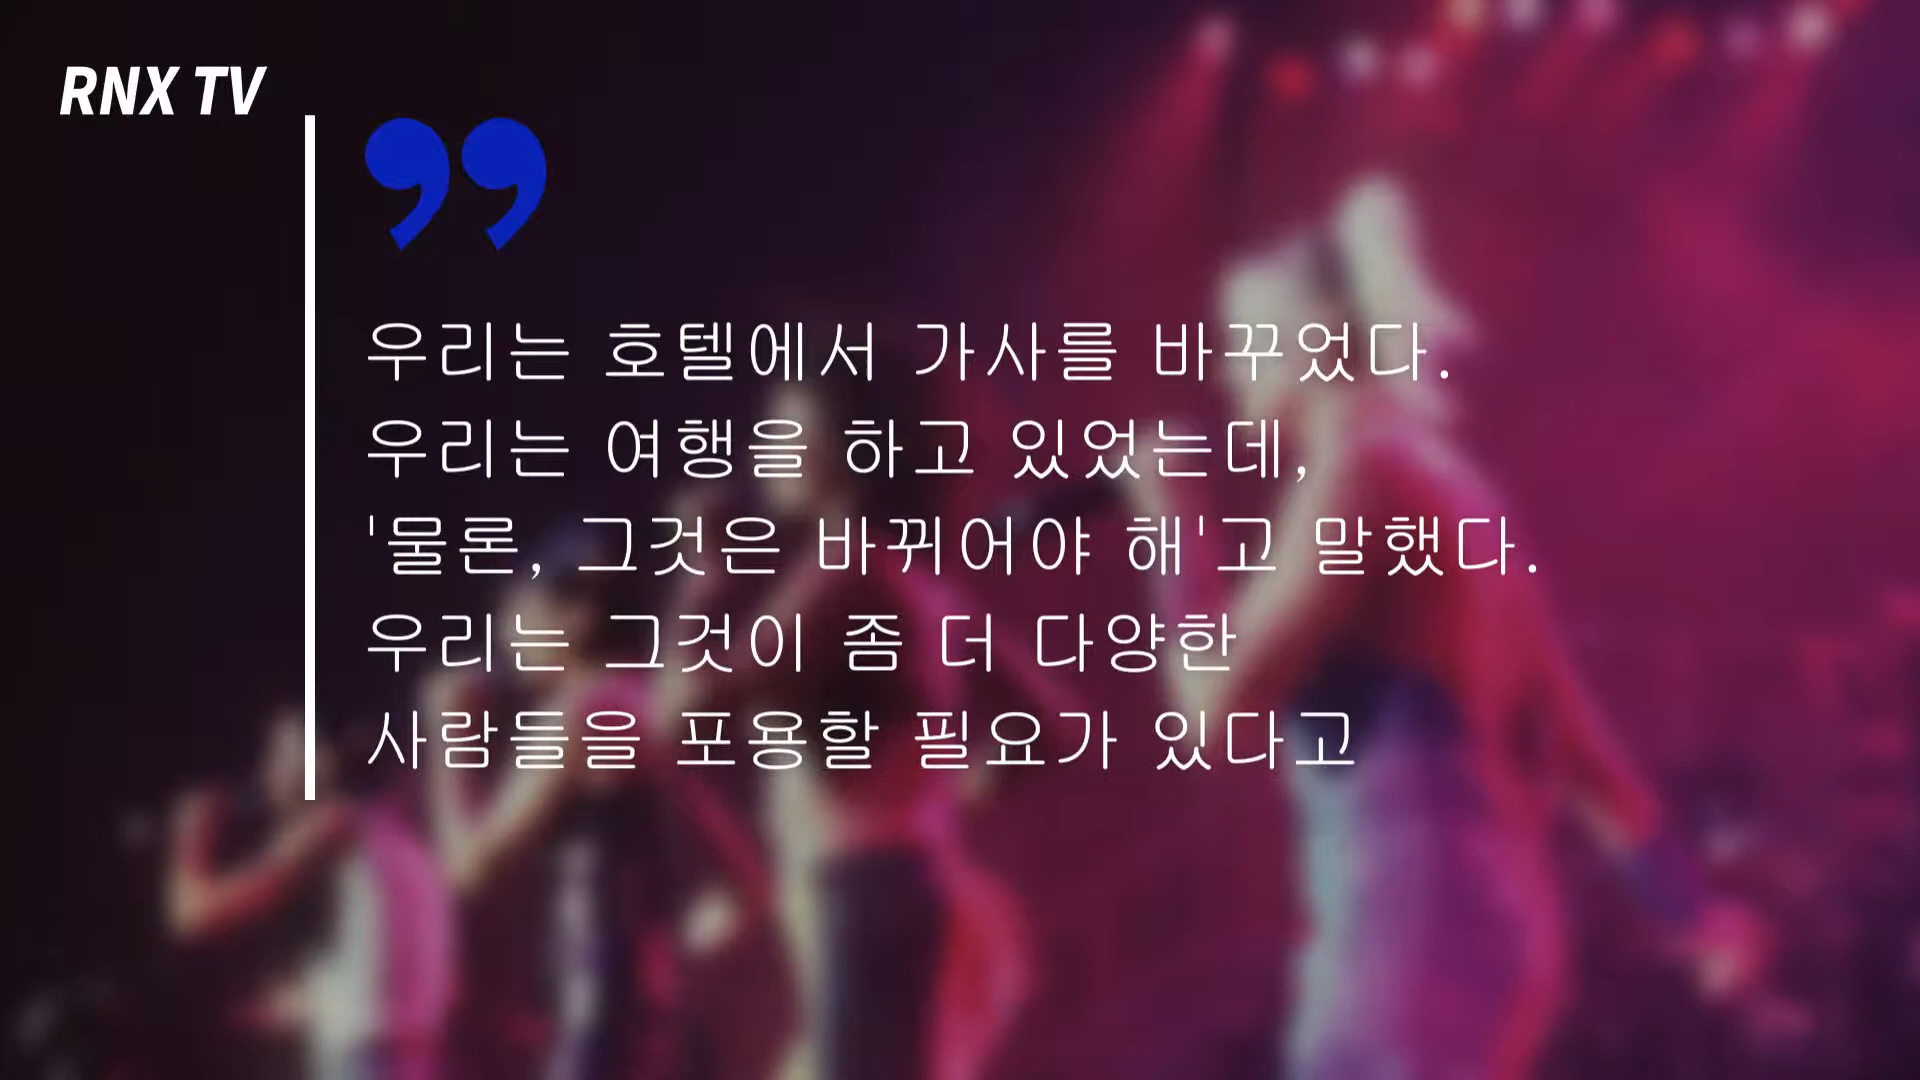 RNX TV
”
우리는 호텔에서 가사를 바꾸었다.
우리는 여행을 하고 있었는데,
'물론, 그것은 바뀌어야 해'고 말했다.
우리는 그것이 좀 더 다양한
사람들을 포용할 필요가 있다고